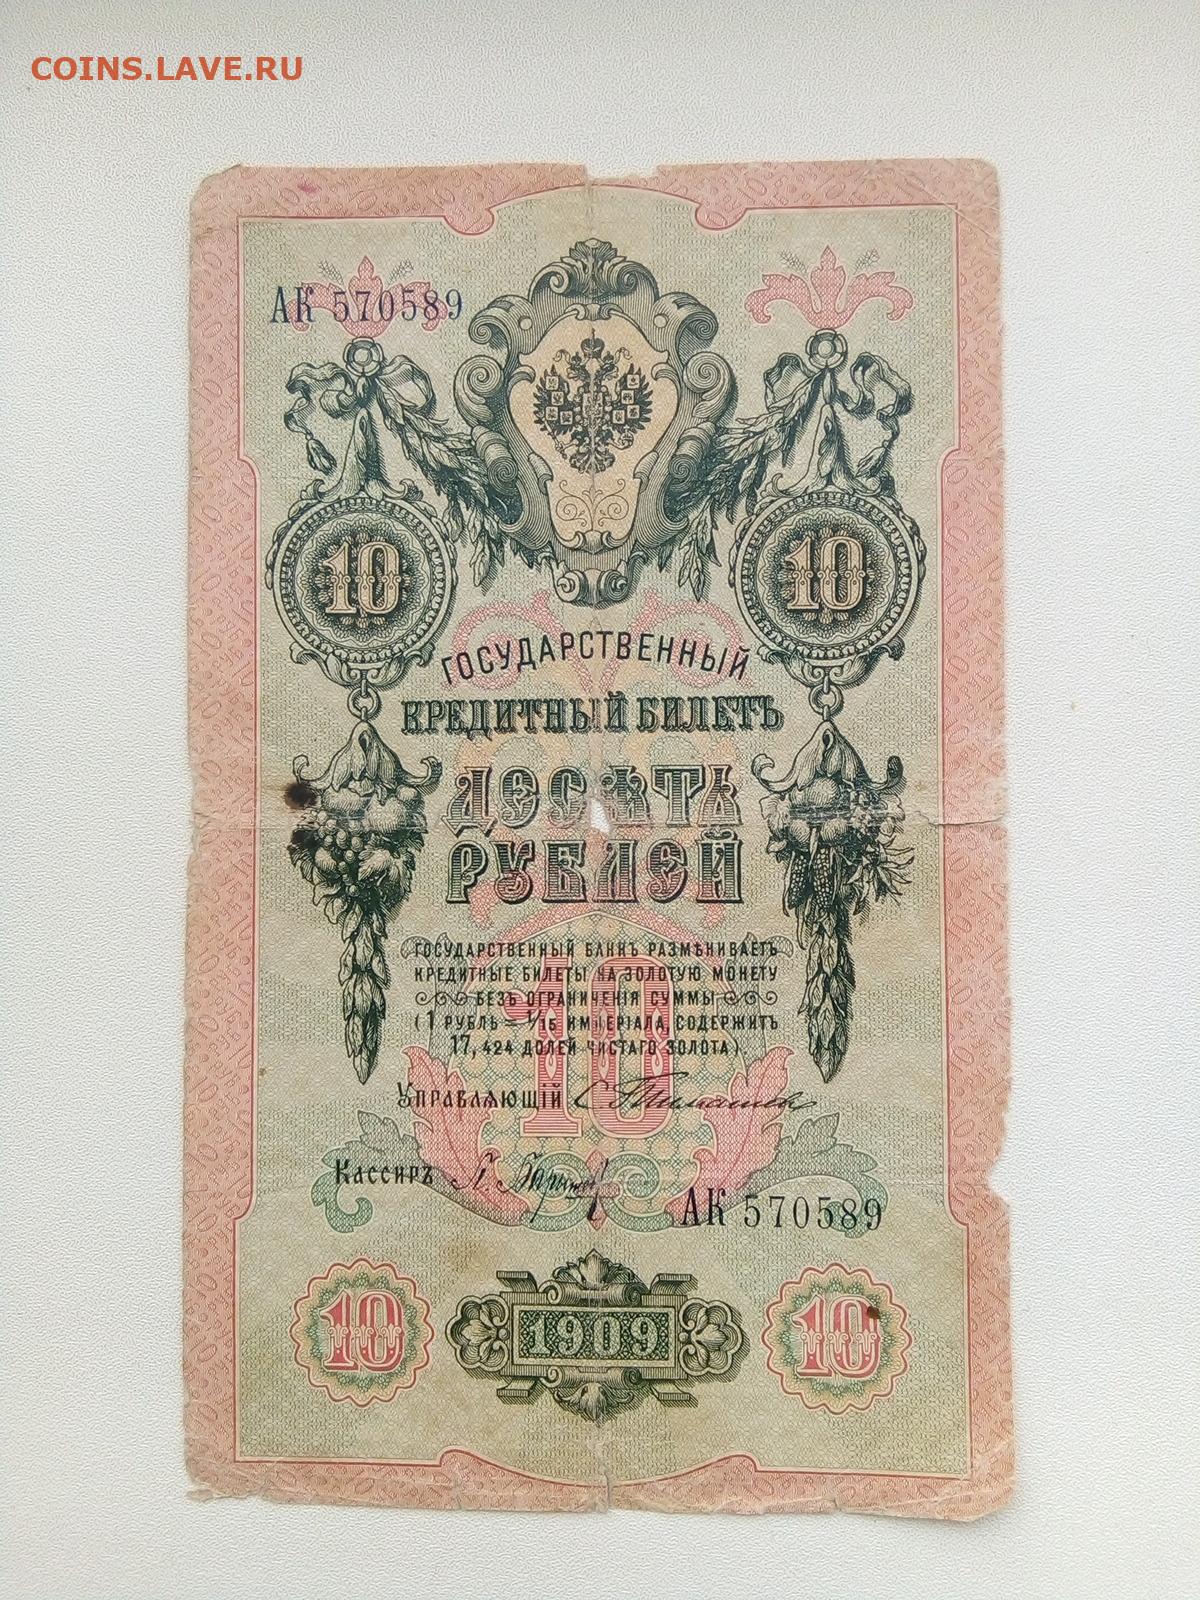 COINS.LAVE.RU
АК 570589
10 10
ГОСУДАРСТВЕННЫЙ
КРЕДИТНЫЙ БИЛЕТЪ
ДЕСЯТЬ
РУБЛЕЙ
ГОСУДАРСТВЕННЫЙ БАНКЪ РАЗМѢНИВАЕТЪ
КРЕДИТНЫЕ БИЛЕТЫ НА ЗОЛОТУЮ МОНЕТУ
БЕЗЪ ОГРАНИЧЕНІЯ СУММЫ
(1 РУБЛЬ = 1/15 ИМПЕРІАЛА, СОДЕРЖИТЪ
17,424 ДОЛЕЙ ЧИСТАГО ЗОЛОТА).
10
УПРАВЛЯЮЩІЙ С Тимашев
КАССИРЪ
АК 570589
10 1909 10